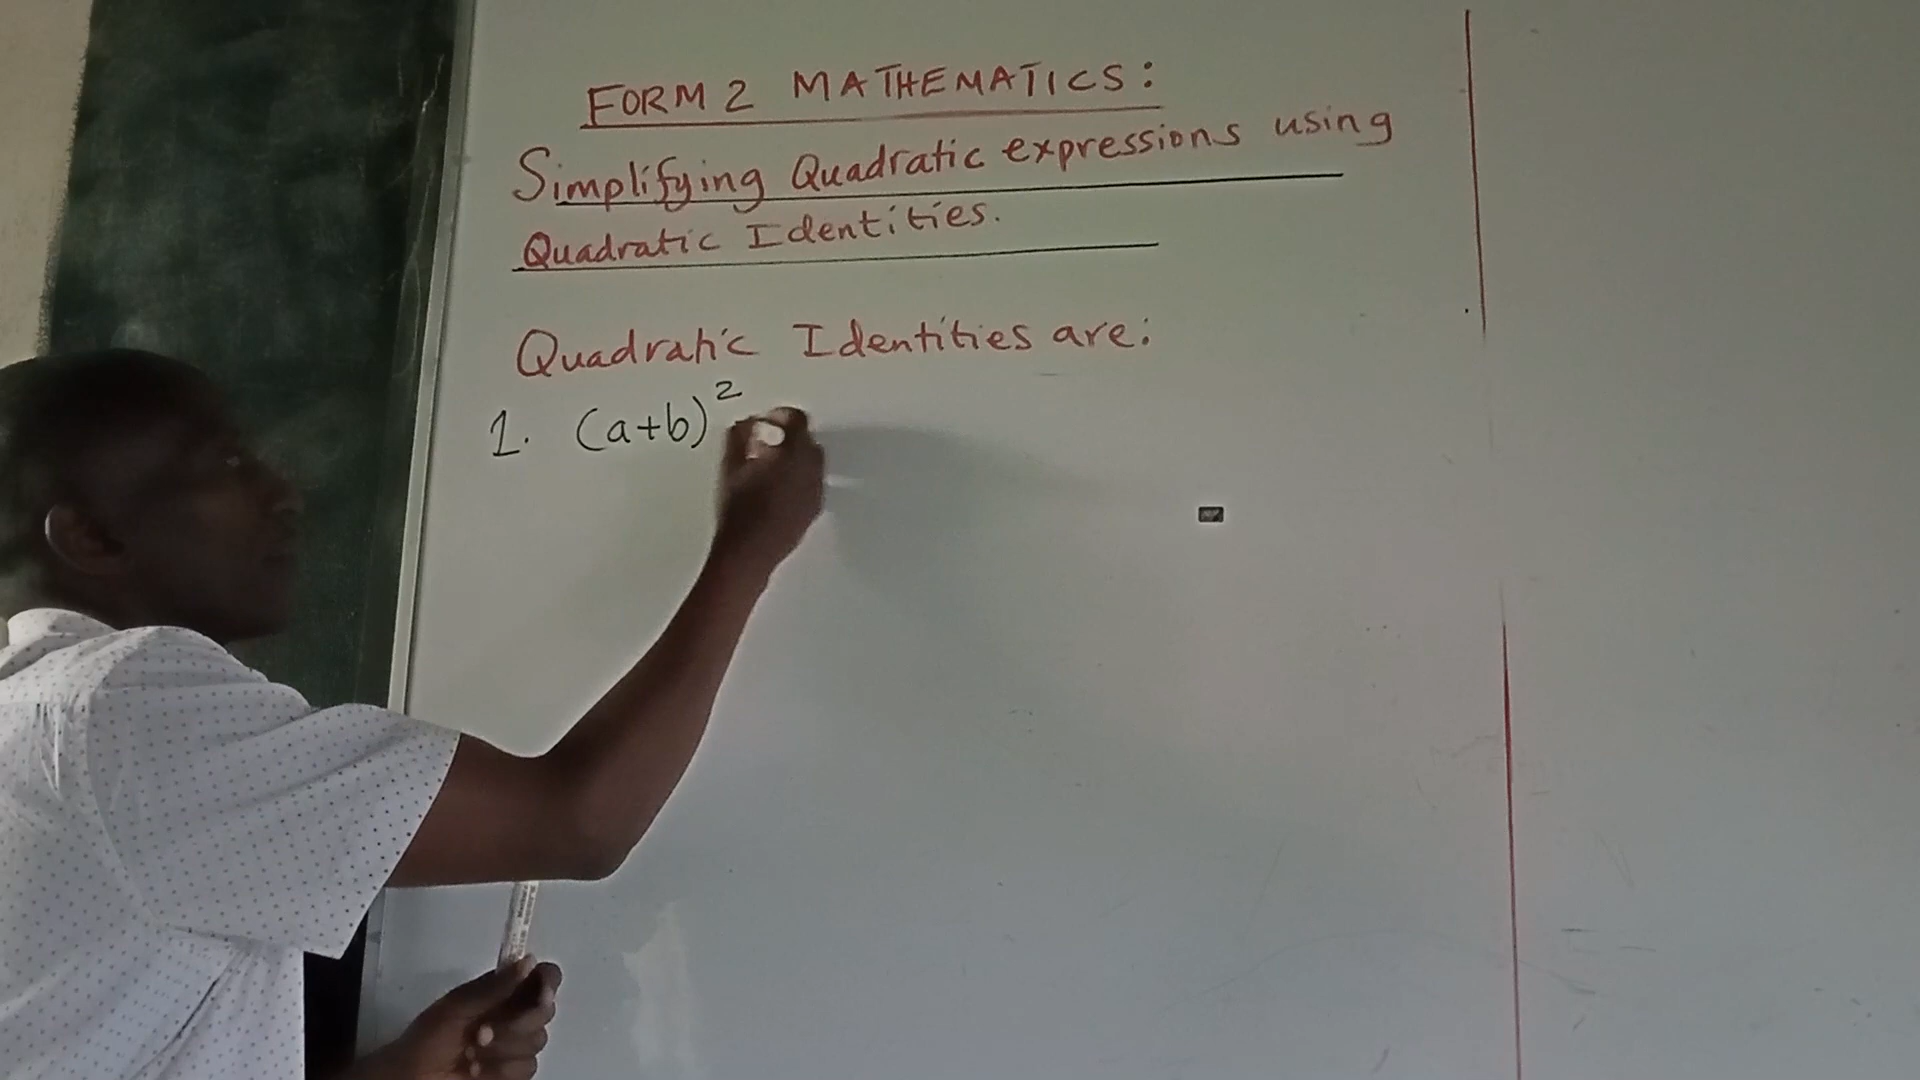 FORM 2 MATHEMATICS:
Simplifying Quadratic expressions using
Quadratic Identities.
Quadratic Identities are:
1. (a+b)²